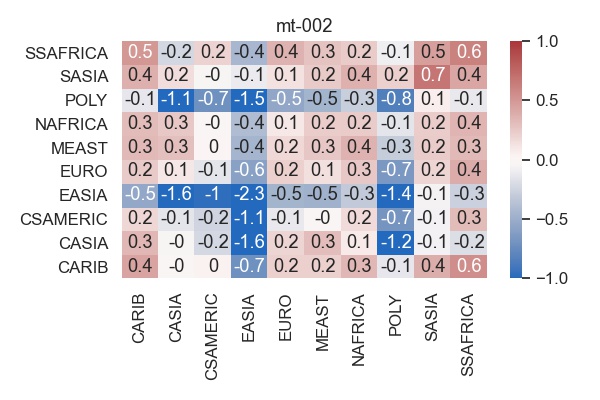 mt-002
SSAFRICA 0.5 -0.2 0.2 -0.4 0.4 0.3 0.2 -0.1 0.5 0.6 1.0
SASIA 0.4 0.2 -0 -0.1 0.1 0.2 0.4 0.2 0.7 0.4
POLY -0.1 -1.1 -0.7 -1.5 -0.5 -0.5 -0.3 -0.8 0.1 -0.1 0.5
NAFRICA 0.3 0.3 -0 -0.4 0.1 0.2 0.2 -0.1 0.2 0.4
MEAST 0.3 0.3 0 -0.4 0.2 0.3 0.4 -0.3 0.2 0.3 0.0
EURO 0.2 0.1 -0.1 -0.6 0.2 0.1 0.3 -0.7 0.2 0.4
EASIA -0.5 -1.6 -1 -2.3 -0.5 -0.5 -0.3 -1.4 -0.1 -0.3
CSAMERIC 0.2 -0.1 -0.2 -1.1 -0.1 -0 0.2 -0.7 -0.1 0.3 −0.5
CASIA 0.3 -0 -0.2 -1.6 0.2 0.3 0.1 -1.2 -0.1 -0.2
CARIB 0.4 -0 0 -0.7 0.2 0.2 0.3 -0.1 0.4 0.6 −1.0
CARIB CASIA CSAMERIC EASIA EURO MEAST NAFRICA POLY SASIA SSAFRICA